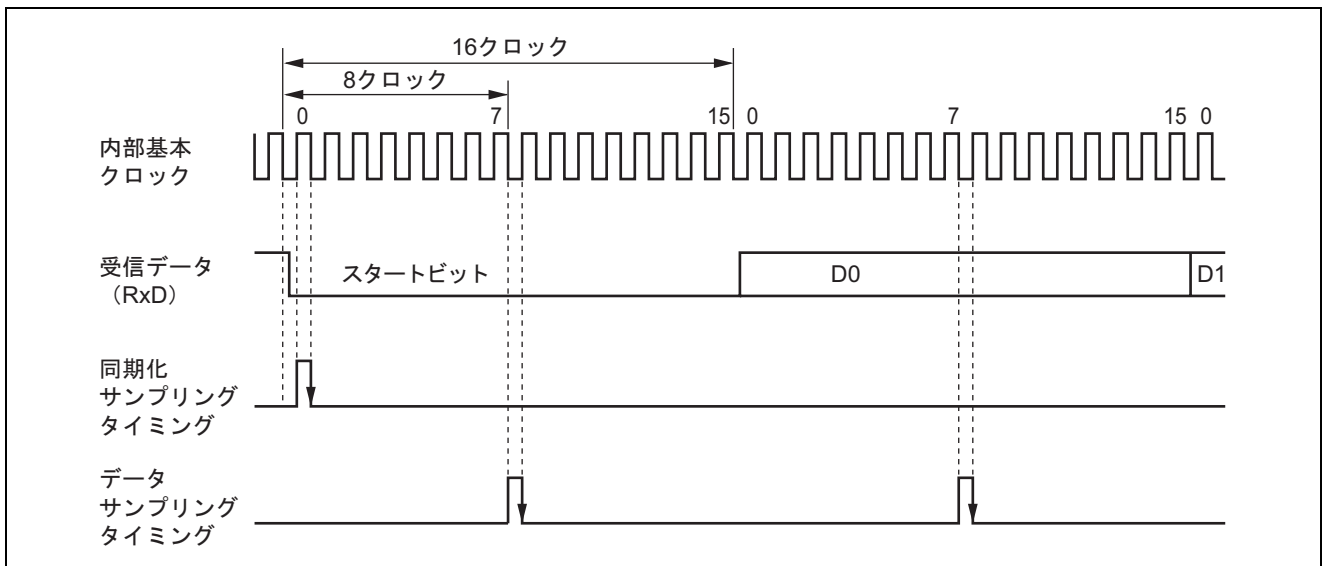 16クロック
8クロック
0 7 15 0 7 15 0
内部基本
クロック
受信データ
(RxD)
スタートビット D0 D1
同期化
サンプリング
タイミング
データ
サンプリング
タイミング